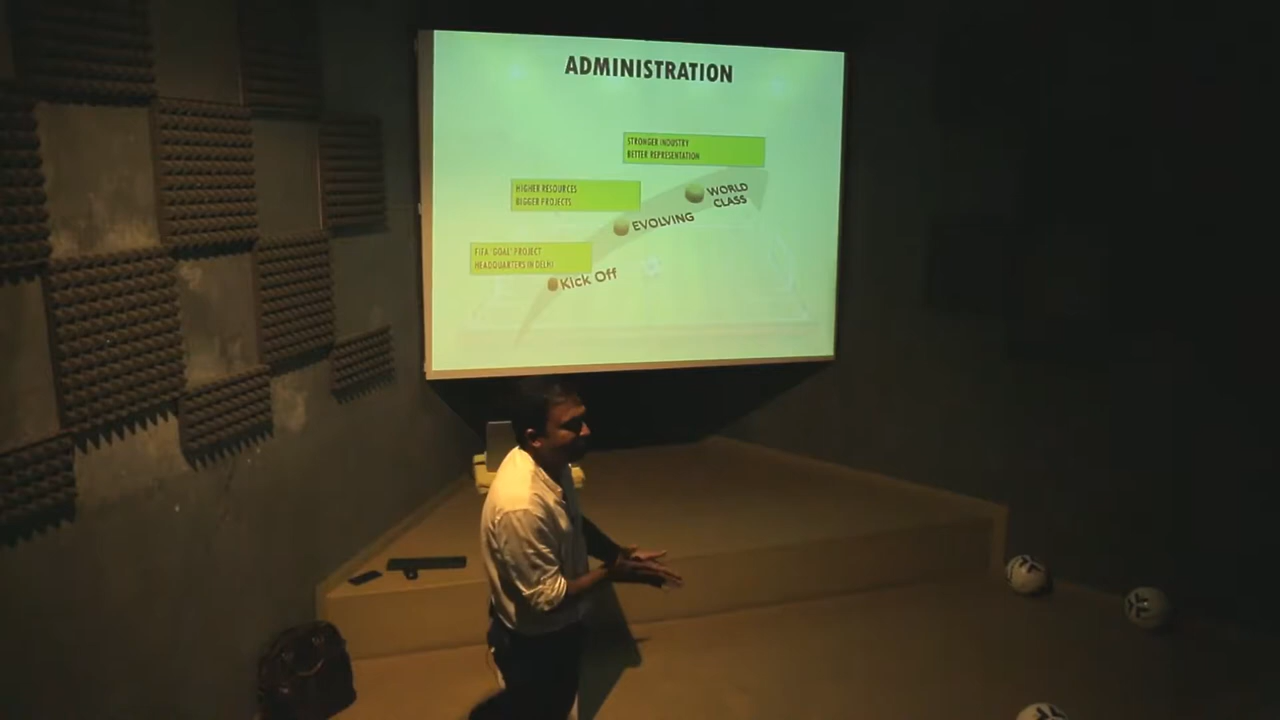 ADMINISTRATION
STRONGER INDUSTRY
BETTER REPRESENTATION
HIGHER RESOURCES
BIGGER PROJECTS
WORLD
CLASS
EVOLVING
FIFA 'GOAL' PROJECT
HEADQUARTERS IN DELHI
Kick Off